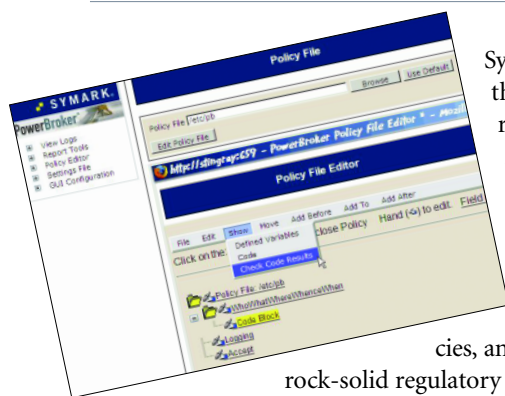 SYMARK.
PowerBroker
View Logs
Report Tools
Policy Editor
Settings File
GUI Configuration
Policy File
Policy File /etc/pb
Browse
Use Default
Edit Policy File
http://stingray:659 - PowerBroker Policy File Editor * - Mozil
Policy File Editor
File Edit Show Move Add Before Add To Add After
Defined Variables
Code
Check Code Results
Click on the
close Policy Hand ( ) to edit. Field
Policy File: /etc/pb
WhoWhatWhereWhenceWhen
Code Block
Logging
Accept
Sy
th
r
cies, an
rock-solid regulatory